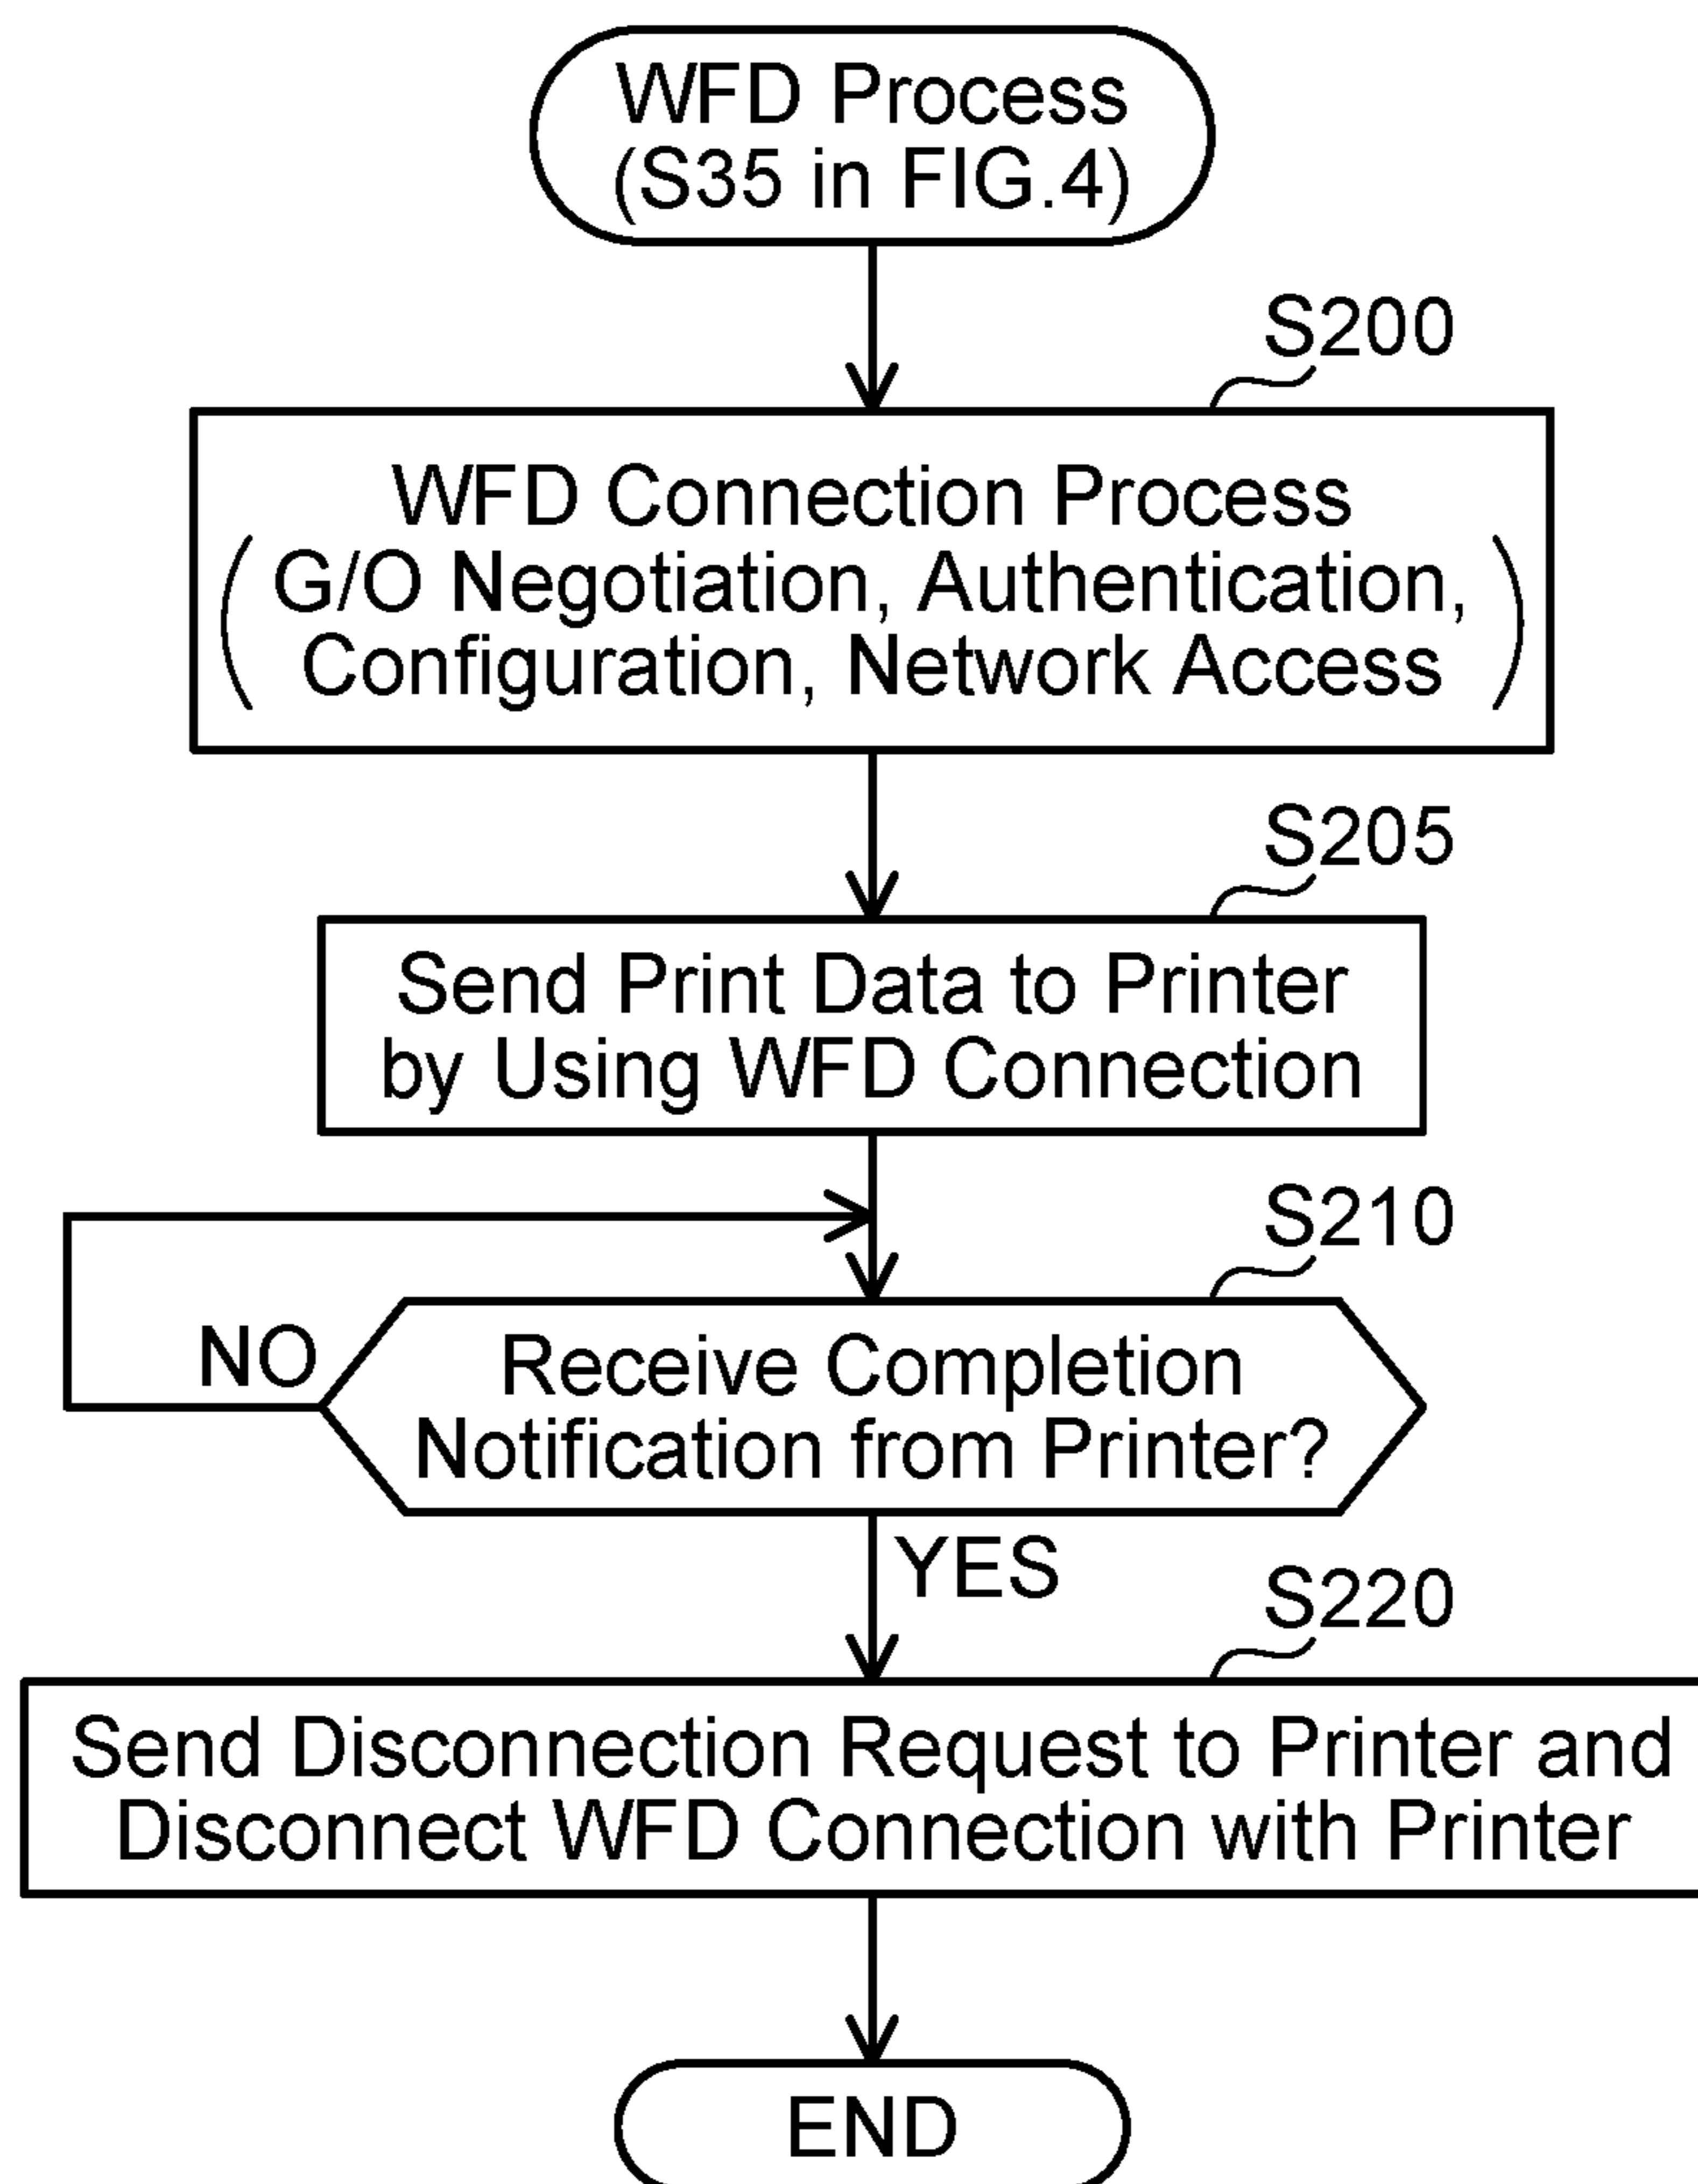 WFD Process
(S35 in FIG.4)
S200
WFD Connection Process
(G/O Negotiation, Authentication,
Configuration, Network Access)
S205
Send Print Data to Printer
by Using WFD Connection
S210
NO
Receive Completion
Notification from Printer?
YES
S220
Send Disconnection Request to Printer and
Disconnect WFD Connection with Printer
END